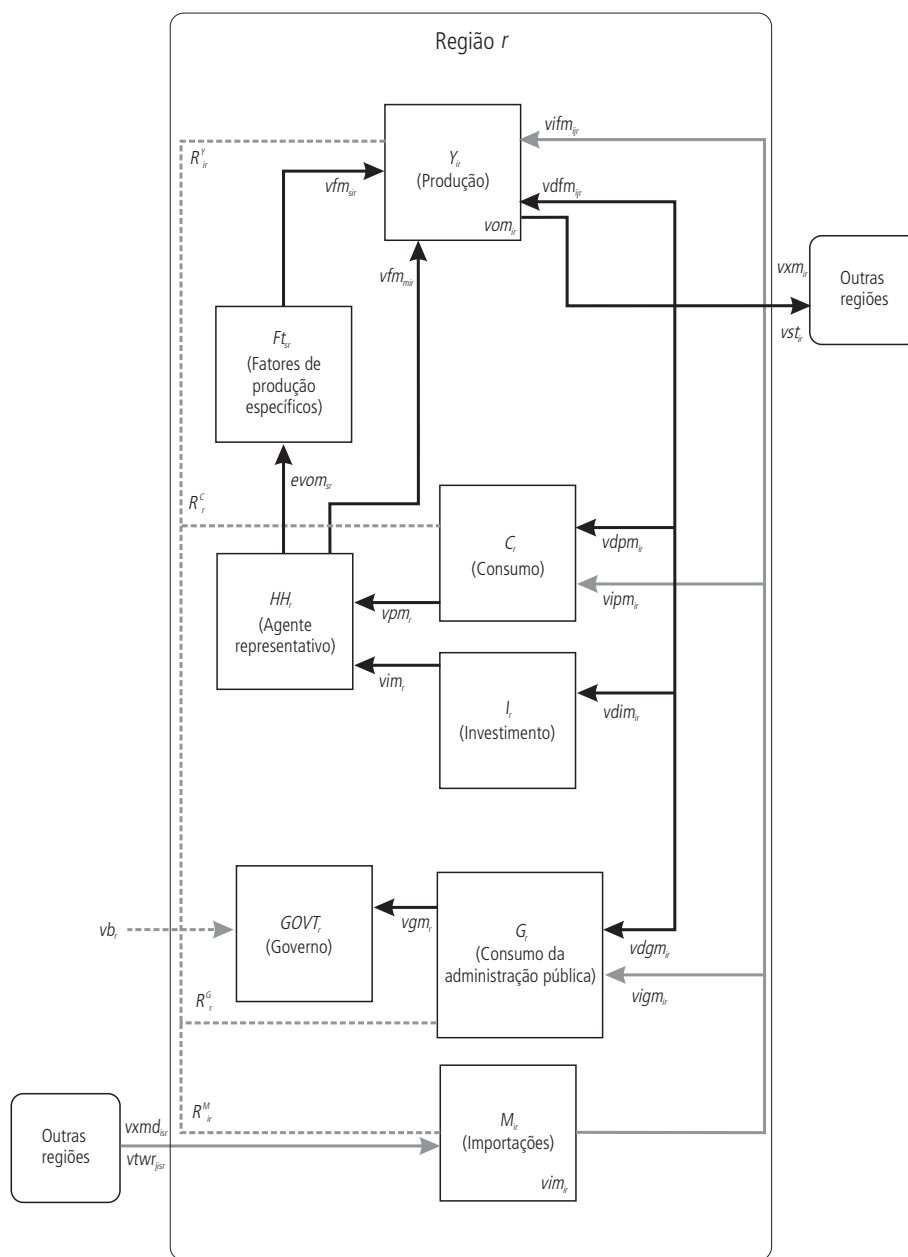 Região r
R^Y_ir
Y_ir
(Produção)
vom_ir
vifm_ijr
vdfm_ijr
vfm_sir
vfm_mir
vxm_ir
vst_ir
Outras
regiões
Ft_sr
(Fatores de
produção
específicos)
evom_sr
R^C_r
C_r
(Consumo)
vdpm_ir
vipm_ir
HH_r
(Agente
representativo)
vpm_r
vim_r
I_r
(Investimento)
vdim_ir
vb_r
GOVT_r
(Governo)
vgm_r
G_r
(Consumo da
administração pública)
vdgm_ir
vigm_ir
R^G_r
R^M_ir
Outras
regiões
vxmd_isr
vtwr_jisr
M_ir
(Importações)
vim_ir